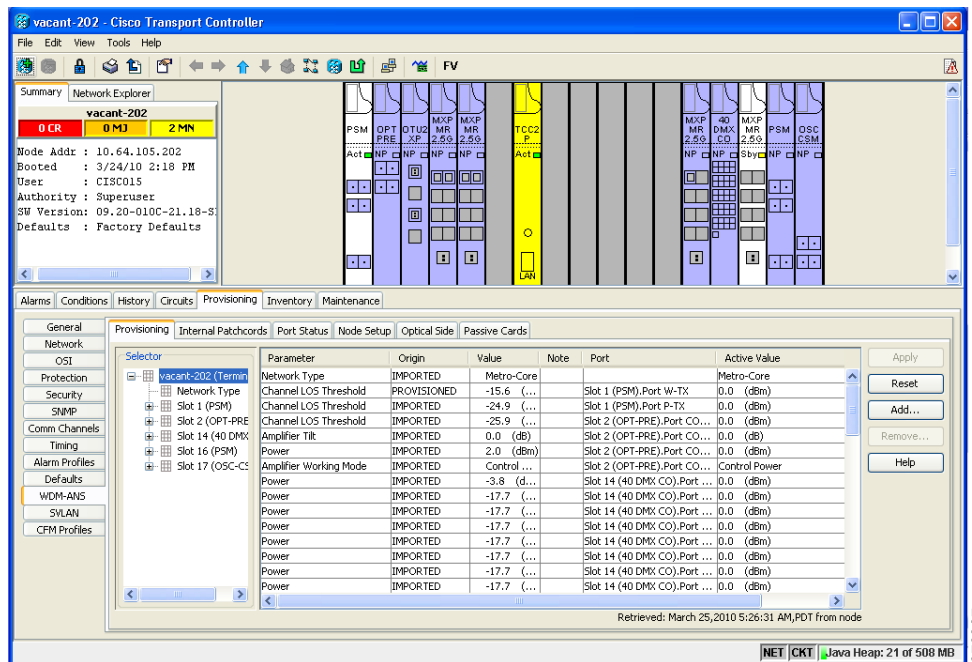 vacant-202 - Cisco Transport Controller
File Edit View Tools Help
FV
Summary Network Explorer
vacant-202
0 CR 0 MJ 2 MN
Node Addr : 10.64.105.202
Booted : 3/24/10 2:18 PM
User : CISCO15
Authority : Superuser
SW Version: 09.20-010C-21.18-S
Defaults : Factory Defaults
PSM OPT PRE OTU2 XP MXP MR 2.5G MXP MR 2.5G TCC2 P MXP MR 2.5G 40 DMX CO MXP MR 2.5G PSM OSC CSM
Act NP NP NP NP Act NP NP Sby NP NP
LAN
Alarms Conditions History Circuits Provisioning Inventory Maintenance
General
Network
OSI
Protection
Security
SNMP
Comm Channels
Timing
Alarm Profiles
Defaults
WDM-ANS
SVLAN
CFM Profiles
Provisioning Internal Patchcords Port Status Node Setup Optical Side Passive Cards
Selector
vacant-202 (Termin
Network Type
Slot 1 (PSM)
Slot 2 (OPT-PRE
Slot 14 (40 DMX
Slot 16 (PSM)
Slot 17 (OSC-CS
Parameter Origin Value Note Port Active Value
Network Type IMPORTED Metro-Core Metro-Core
Channel LOS Threshold PROVISIONED -15.6 (... Slot 1 (PSM).Port W-TX 0.0 (dBm)
Channel LOS Threshold IMPORTED -24.9 (... Slot 1 (PSM).Port P-TX 0.0 (dBm)
Channel LOS Threshold IMPORTED -25.9 (... Slot 2 (OPT-PRE).Port CO... 0.0 (dBm)
Amplifier Tilt IMPORTED 0.0 (dB) Slot 2 (OPT-PRE).Port CO... 0.0 (dB)
Power IMPORTED 2.0 (dBm) Slot 2 (OPT-PRE).Port CO... 0.0 (dBm)
Amplifier Working Mode IMPORTED Control ... Slot 2 (OPT-PRE).Port CO... Control Power
Power IMPORTED -3.8 (d... Slot 14 (40 DMX CO).Port ... 0.0 (dBm)
Power IMPORTED -17.7 (... Slot 14 (40 DMX CO).Port ... 0.0 (dBm)
Power IMPORTED -17.7 (... Slot 14 (40 DMX CO).Port ... 0.0 (dBm)
Power IMPORTED -17.7 (... Slot 14 (40 DMX CO).Port ... 0.0 (dBm)
Power IMPORTED -17.7 (... Slot 14 (40 DMX CO).Port ... 0.0 (dBm)
Power IMPORTED -17.7 (... Slot 14 (40 DMX CO).Port ... 0.0 (dBm)
Power IMPORTED -17.7 (... Slot 14 (40 DMX CO).Port ... 0.0 (dBm)
Power IMPORTED -17.7 (... Slot 14 (40 DMX CO).Port ... 0.0 (dBm)
Apply
Reset
Add...
Remove...
Help
Retrieved: March 25,2010 5:26:31 AM,PDT from node
NET CKT Java Heap: 21 of 508 MB